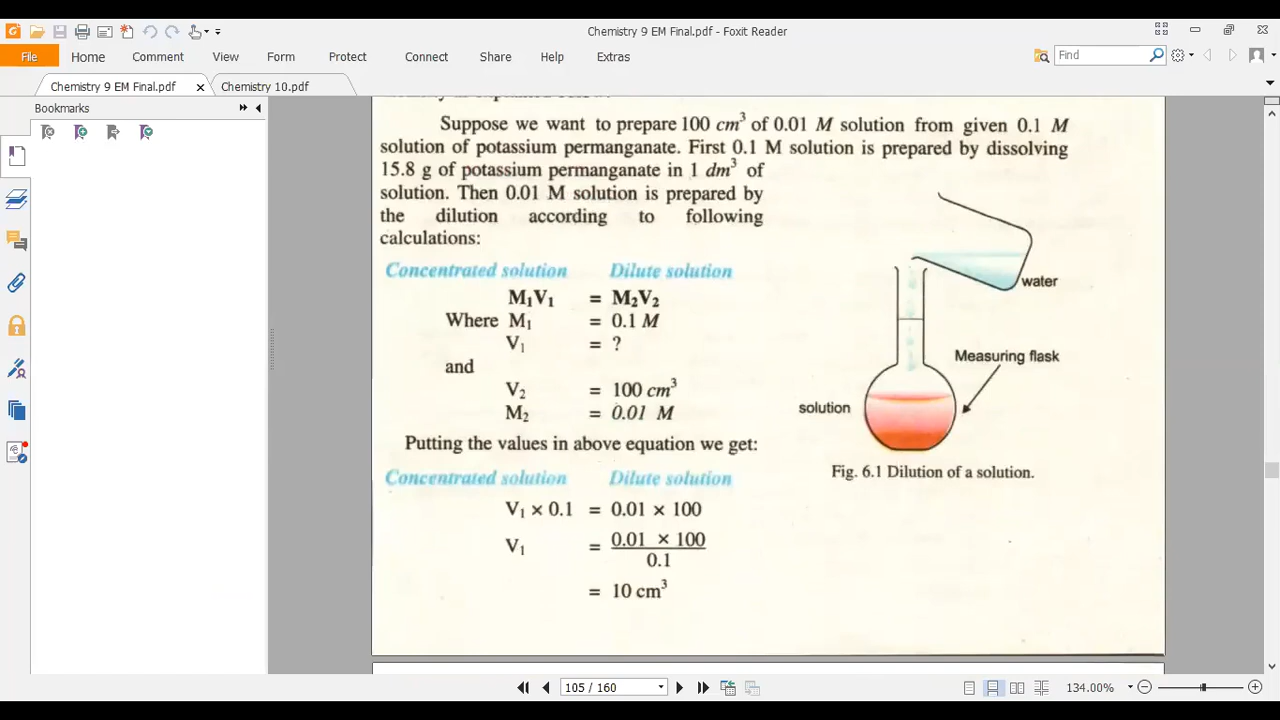 Chemistry 9 EM Final.pdf - Foxit Reader
File Home Comment View Form Protect Connect Share Help Extras
Find
Chemistry 9 EM Final.pdf
Chemistry 10.pdf
Bookmarks
Suppose we want to prepare 100 cm³ of 0.01 M solution from given 0.1 M
solution of potassium permanganate. First 0.1 M solution is prepared by dissolving
15.8 g of potassium permanganate in 1 dm³ of
solution. Then 0.01 M solution is prepared by
the dilution according to following
calculations:
Concentrated solution Dilute solution
M₁V₁ = M₂V₂
Where M₁ = 0.1 M
V₁ = ?
and
V₂ = 100 cm³
M₂ = 0.01 M
Putting the values in above equation we get:
Concentrated solution Dilute solution
V₁ × 0.1 = 0.01 × 100
V₁ = 0.01 × 100
0.1
= 10 cm³
water
Measuring flask
solution
Fig. 6.1 Dilution of a solution.
105 / 160
134.00%